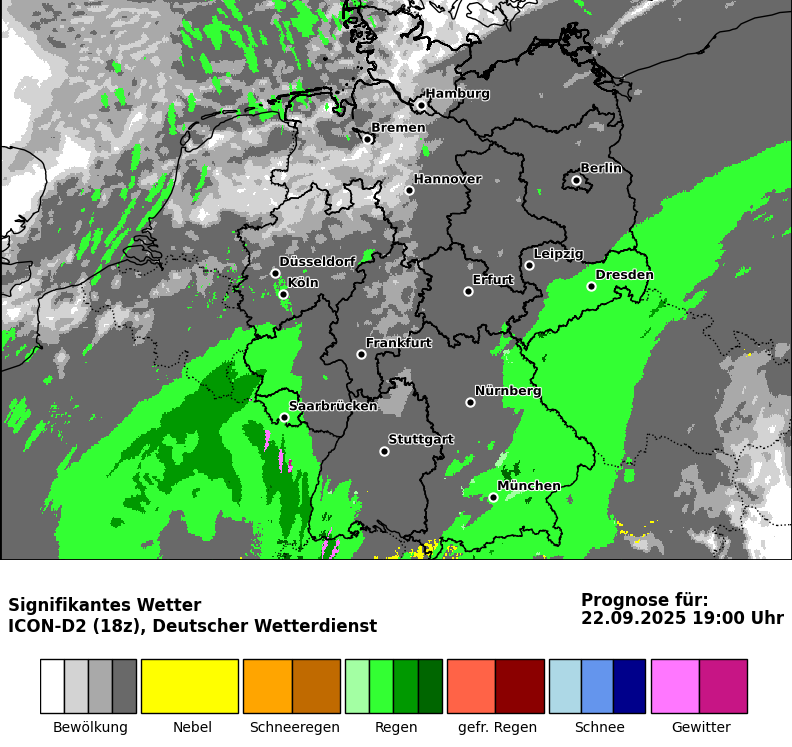 Hamburg
Bremen
Berlin
Hannover
Leipzig
Düsseldorf
Dresden
Köln
Erfurt
Frankfurt
Nürnberg
Saarbrücken
Stuttgart
München
Signifikantes Wetter
ICON-D2 (18z), Deutscher Wetterdienst
Prognose für:
22.09.2025 19:00 Uhr
Bewölkung
Nebel
Schneeregen
Regen
gefr. Regen
Schnee
Gewitter